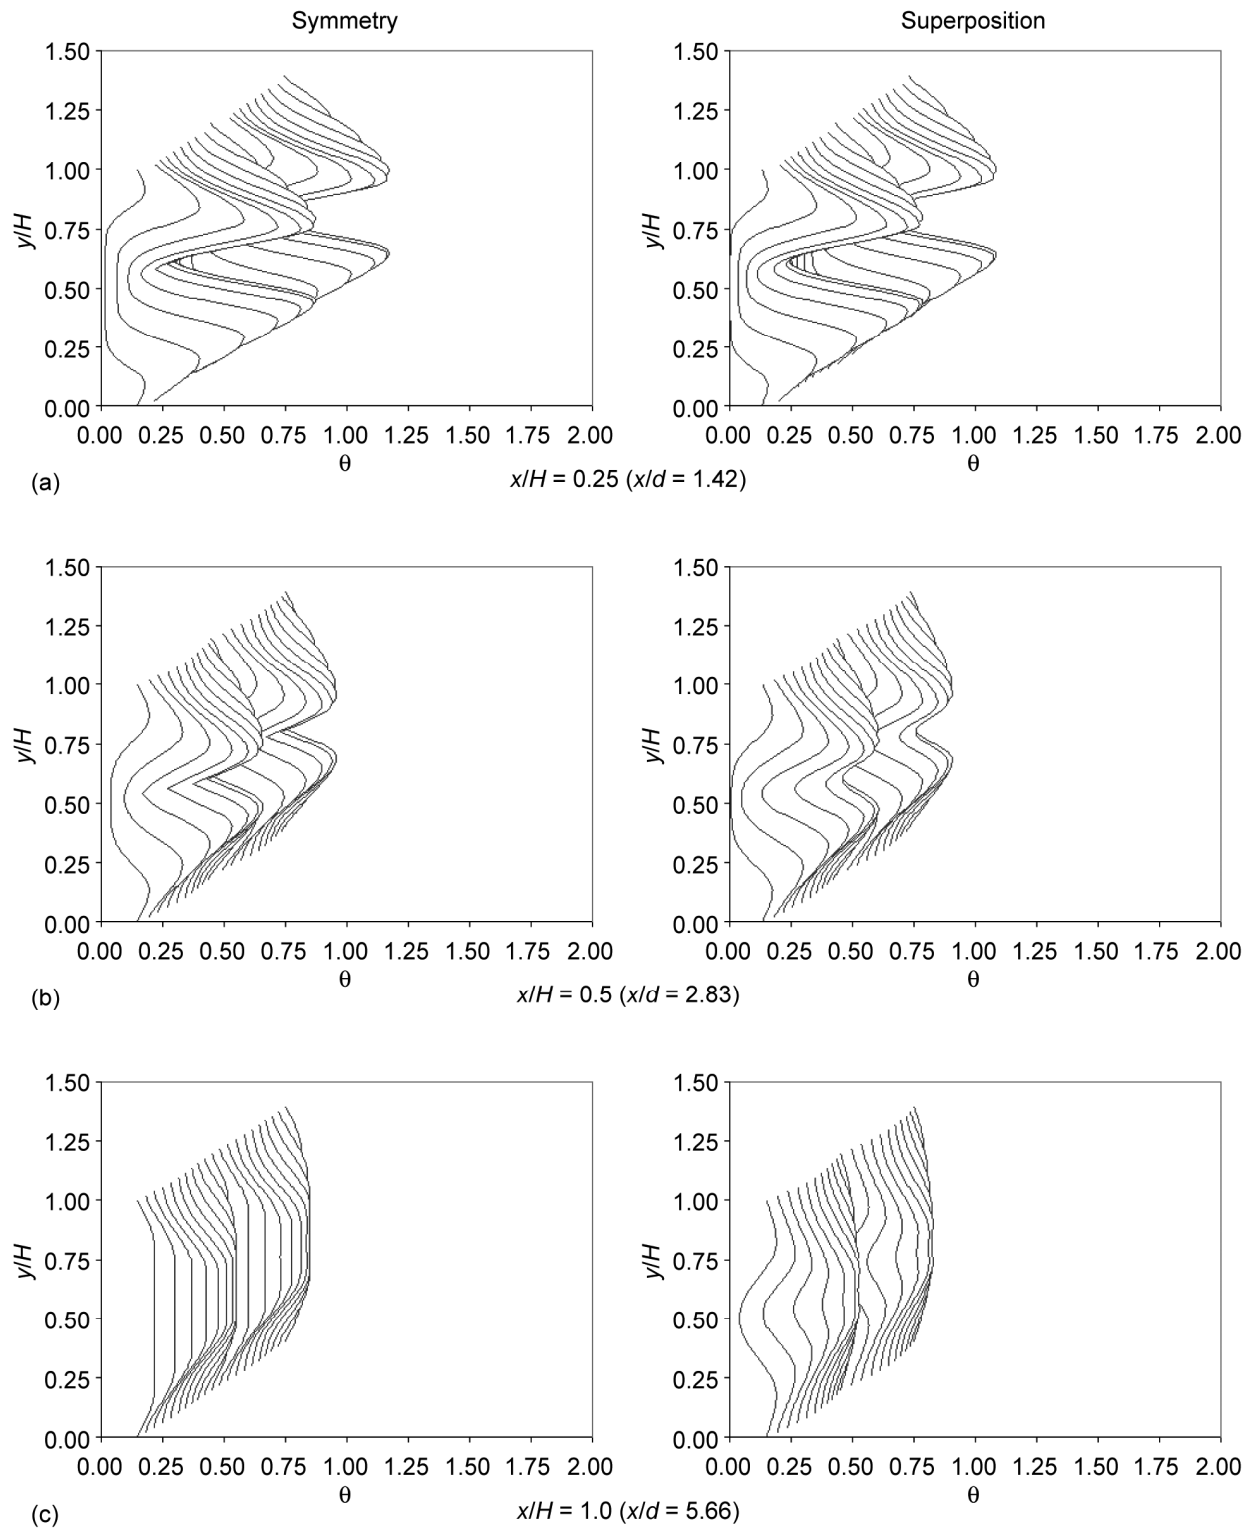 Symmetry Superposition
1.50 1.50
1.25 1.25
1.00 1.00
y/H 0.75 y/H 0.75
0.50 0.50
0.25 0.25
0.00 0.00
0.00 0.25 0.50 0.75 1.00 1.25 1.50 1.75 2.00 0.00 0.25 0.50 0.75 1.00 1.25 1.50 1.75 2.00
θ θ
(a) x/H = 0.25 (x/d = 1.42)
1.50 1.50
1.25 1.25
1.00 1.00
y/H 0.75 y/H 0.75
0.50 0.50
0.25 0.25
0.00 0.00
0.00 0.25 0.50 0.75 1.00 1.25 1.50 1.75 2.00 0.00 0.25 0.50 0.75 1.00 1.25 1.50 1.75 2.00
θ θ
(b) x/H = 0.5 (x/d = 2.83)
1.50 1.50
1.25 1.25
1.00 1.00
y/H 0.75 y/H 0.75
0.50 0.50
0.25 0.25
0.00 0.00
0.00 0.25 0.50 0.75 1.00 1.25 1.50 1.75 2.00 0.00 0.25 0.50 0.75 1.00 1.25 1.50 1.75 2.00
θ θ
(c) x/H = 1.0 (x/d = 5.66)